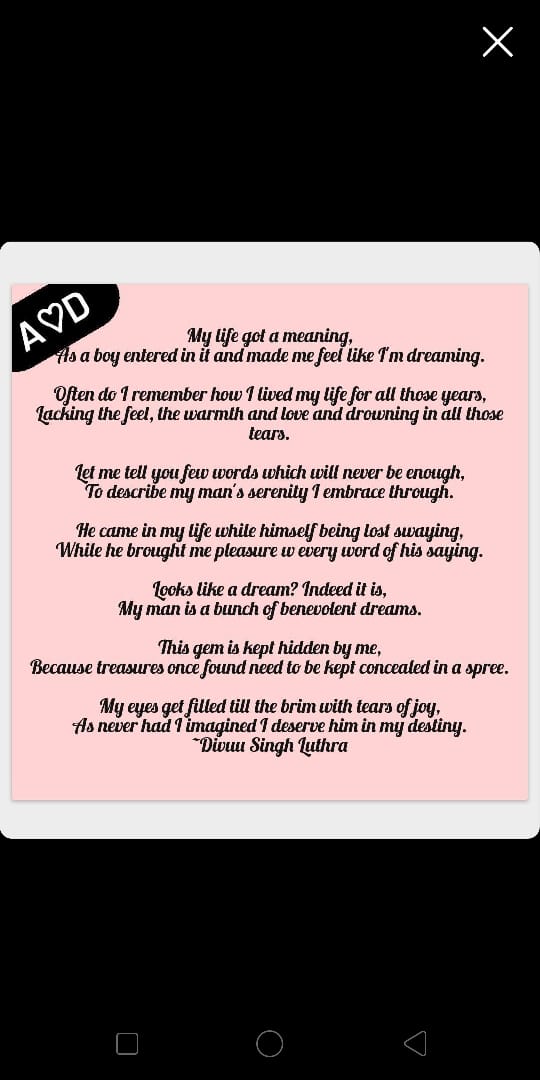 A♡D
My life got a meaning,
As a boy entered in it and made me feel like I'm dreaming.
Often do I remember how I lived my life for all those years,
Lacking the feel, the warmth and love and drowning in all those
tears.
Let me tell you few words which will never be enough,
To describe my man's serenity I embrace through.
He came in my life while himself being lost swaying,
While he brought me pleasure w every word of his saying.
Looks like a dream? Indeed it is,
My man is a bunch of benevolent dreams.
This gem is kept hidden by me,
Because treasures once found need to be kept concealed in a spree.
My eyes get filled till the brim with tears of joy,
As never had I imagined I deserve him in my destiny.
~Divuu Singh Luthra